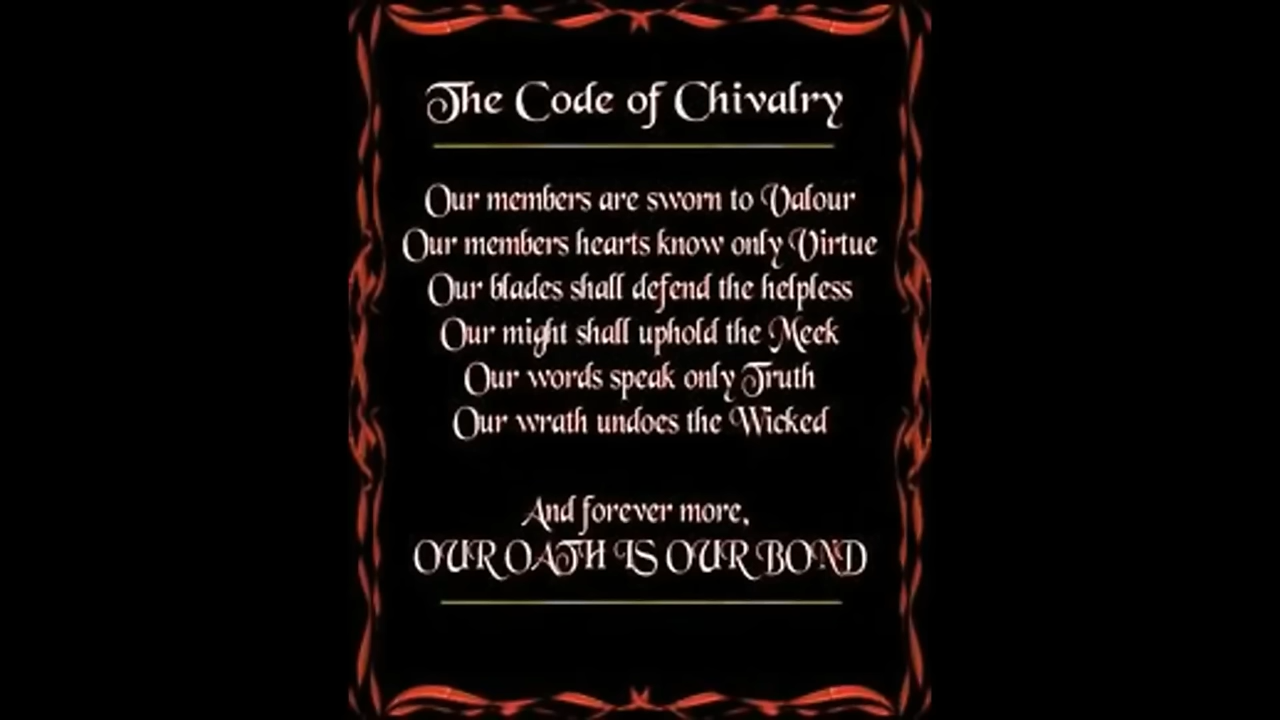 The Code of Chivalry
Our members are sworn to Valour
Our members hearts know only Virtue
Our blades shall defend the helpless
Our might shall uphold the Meek
Our words speak only Truth
Our wrath undoes the Wicked
And forever more,
OUR OATH IS OUR BOND